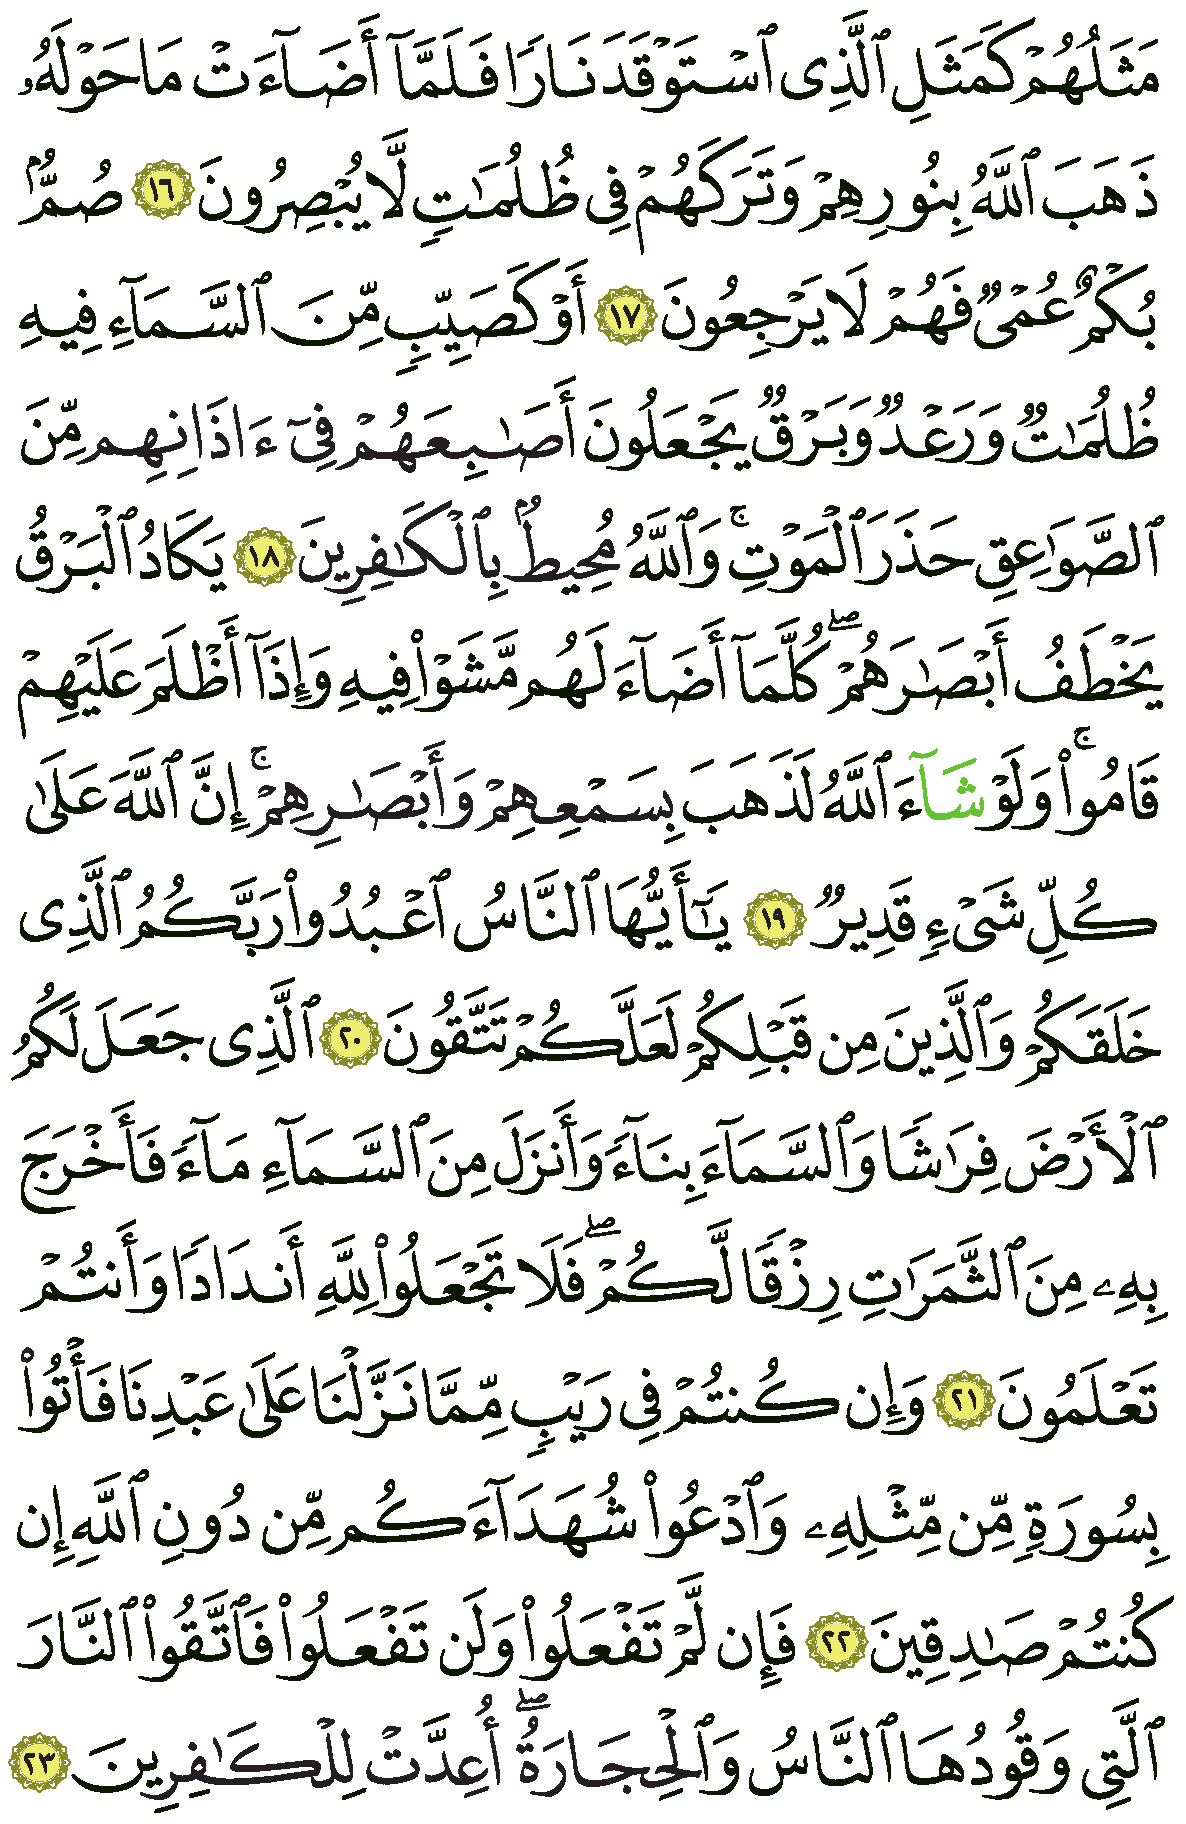 مَثَلُهُمْ كَمَثَلِ ٱلَّذِى ٱسْتَوْقَدَ نَارًا فَلَمَّآ أَضَآءَتْ مَا حَوْلَهُۥ
ذَهَبَ ٱللَّهُ بِنُورِهِمْ وَتَرَكَهُمْ فِى ظُلُمَٰتٍ لَّا يُبْصِرُونَ ١٦ صُمُّۢ
بُكْمٌ عُمْىٌ فَهُمْ لَا يَرْجِعُونَ ١٧ أَوْ كَصَيِّبٍ مِّنَ ٱلسَّمَآءِ فِيهِ
ظُلُمَٰتٌ وَرَعْدٌ وَبَرْقٌ يَجْعَلُونَ أَصَٰبِعَهُمْ فِىٓ ءَاذَانِهِم مِّنَ
ٱلصَّوَٰعِقِ حَذَرَ ٱلْمَوْتِ ۚ وَٱللَّهُ مُحِيطٌۢ بِٱلْكَٰفِرِينَ ١٨ يَكَادُ ٱلْبَرْقُ
يَخْطَفُ أَبْصَٰرَهُمْ ۖ كُلَّمَآ أَضَآءَ لَهُم مَّشَوْا۟ فِيهِ وَإِذَآ أَظْلَمَ عَلَيْهِمْ
قَامُوا۟ ۚ وَلَوْ شَآءَ ٱللَّهُ لَذَهَبَ بِسَمْعِهِمْ وَأَبْصَٰرِهِمْ ۚ إِنَّ ٱللَّهَ عَلَىٰ
كُلِّ شَىْءٍ قَدِيرٌ ١٩ يَٰٓأَيُّهَا ٱلنَّاسُ ٱعْبُدُوا۟ رَبَّكُمُ ٱلَّذِى
خَلَقَكُمْ وَٱلَّذِينَ مِن قَبْلِكُمْ لَعَلَّكُمْ تَتَّقُونَ ٢٠ ٱلَّذِى جَعَلَ لَكُمُ
ٱلْأَرْضَ فِرَٰشًا وَٱلسَّمَآءَ بِنَآءً وَأَنزَلَ مِنَ ٱلسَّمَآءِ مَآءً فَأَخْرَجَ
بِهِۦ مِنَ ٱلثَّمَرَٰتِ رِزْقًا لَّكُمْ ۖ فَلَا تَجْعَلُوا۟ لِلَّهِ أَندَادًا وَأَنتُمْ
تَعْلَمُونَ ٢١ وَإِن كُنتُمْ فِى رَيْبٍ مِّمَّا نَزَّلْنَا عَلَىٰ عَبْدِنَا فَأْتُوا۟
بِسُورَةٍ مِّن مِّثْلِهِۦ وَٱدْعُوا۟ شُهَدَآءَكُم مِّن دُونِ ٱللَّهِ إِن
كُنتُمْ صَٰدِقِينَ ٢٢ فَإِن لَّمْ تَفْعَلُوا۟ وَلَن تَفْعَلُوا۟ فَٱتَّقُوا۟ ٱلنَّارَ
ٱلَّتِى وَقُودُهَا ٱلنَّاسُ وَٱلْحِجَارَةُ ۖ أُعِدَّتْ لِلْكَٰفِرِينَ ٢٣